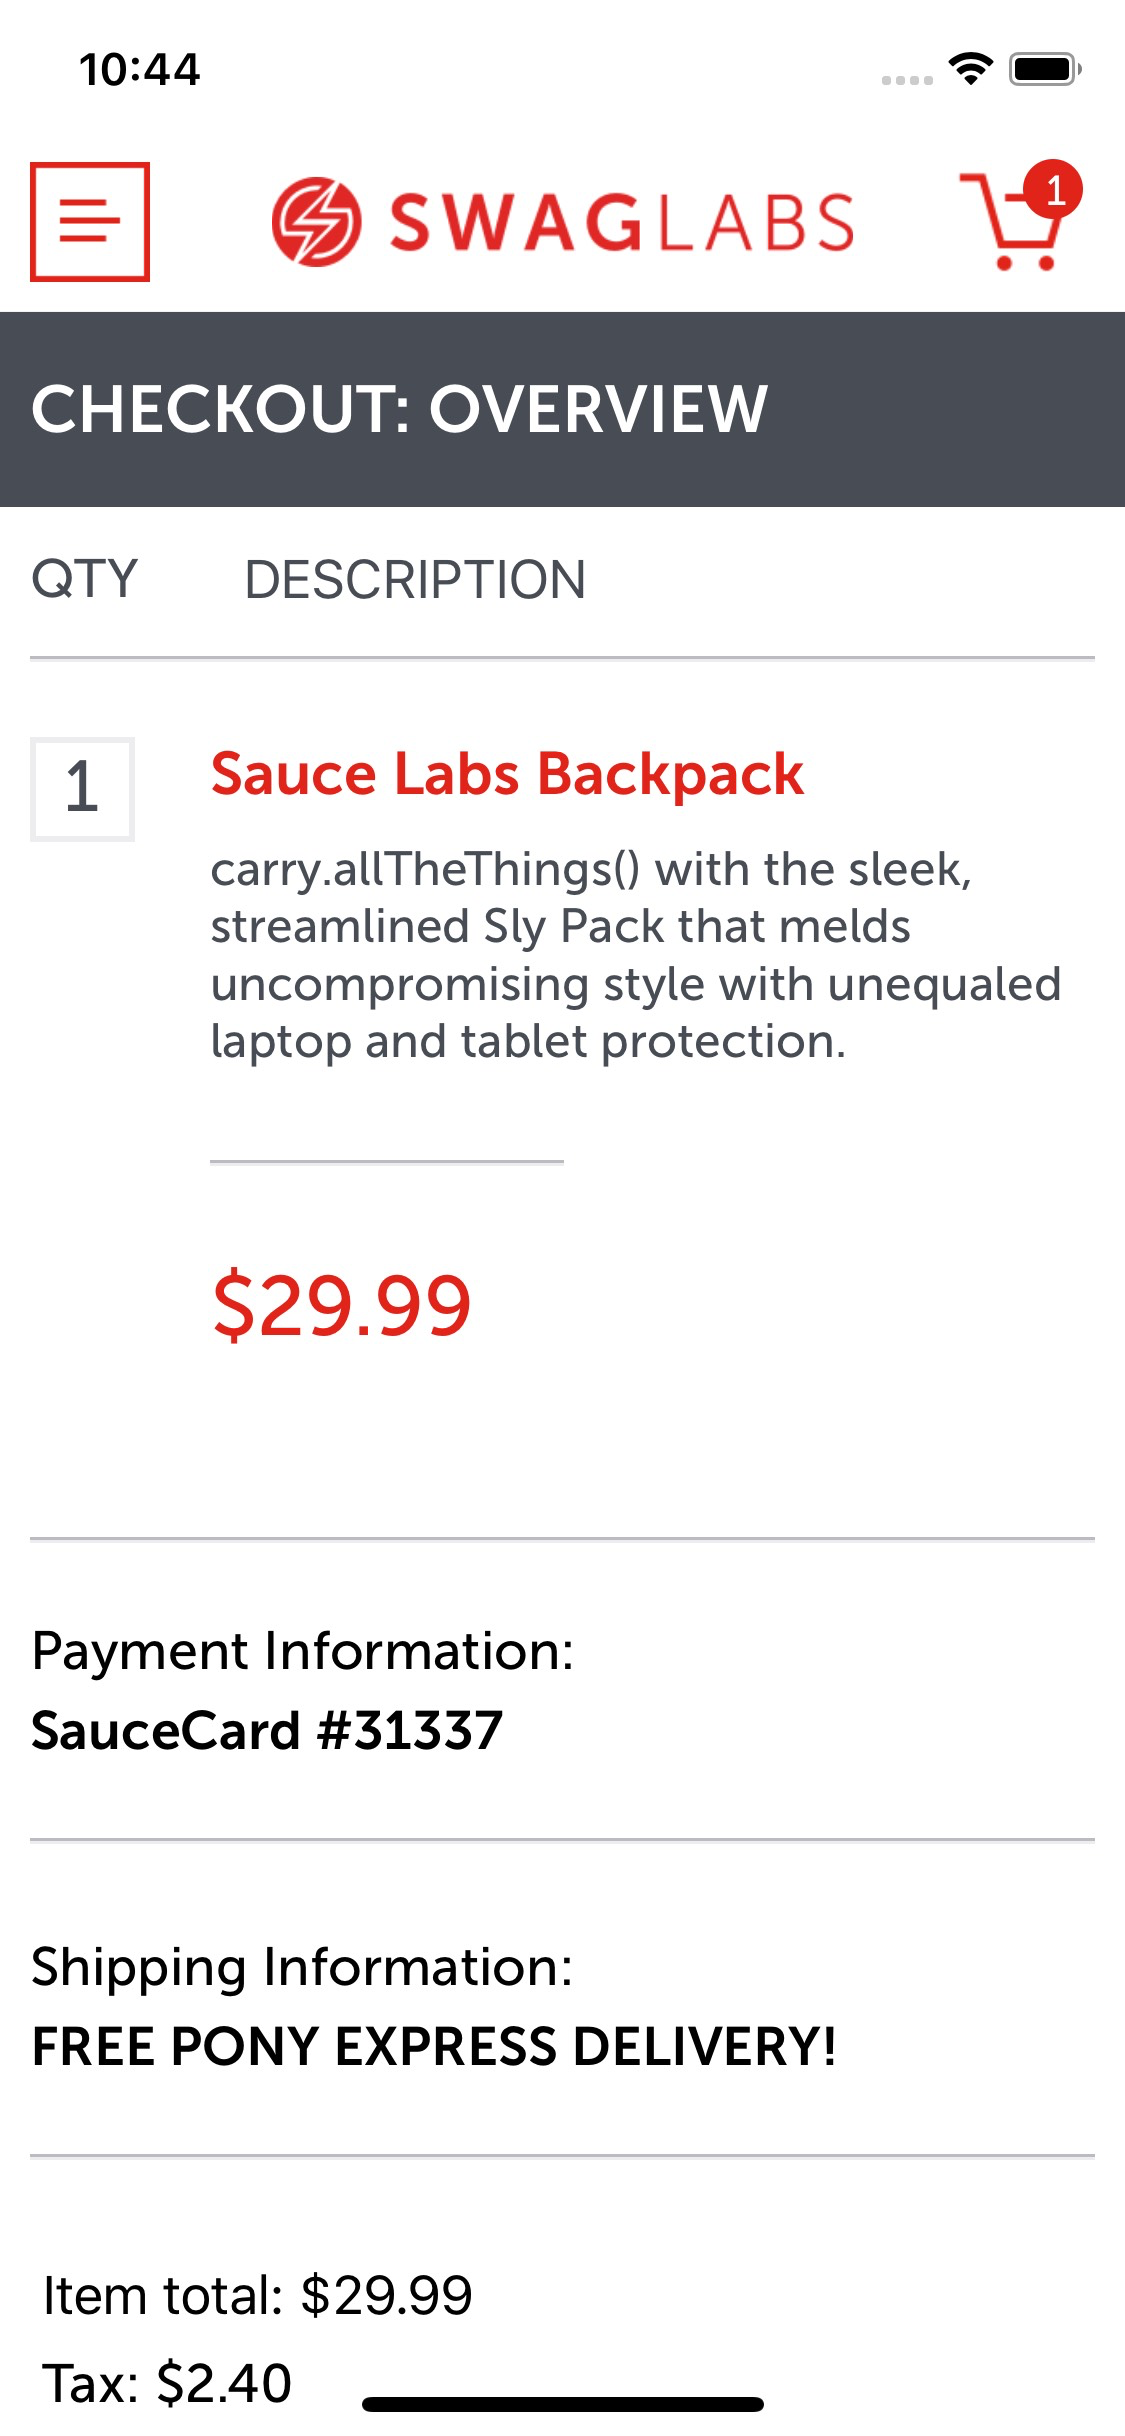 10:44
SWAGLABS
1
CHECKOUT: OVERVIEW
QTY DESCRIPTION
1
Sauce Labs Backpack
carry.allTheThings() with the sleek,
streamlined Sly Pack that melds
uncompromising style with unequaled
laptop and tablet protection.
$29.99
Payment Information:
SauceCard #31337
Shipping Information:
FREE PONY EXPRESS DELIVERY!
Item total: $29.99
Tax: $2.40